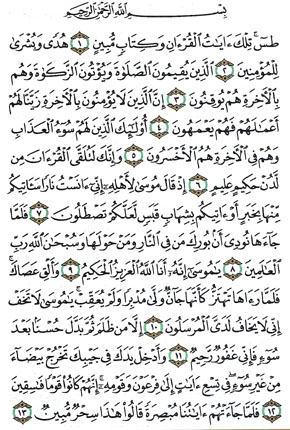 بِسْمِ اللَّهِ الرَّحْمَٰنِ الرَّحِيمِ
طسٓ ۚ تِلْكَ ءَايَٰتُ ٱلْقُرْءَانِ وَكِتَابٍ مُّبِينٍ ١ هُدًى وَبُشْرَىٰ
لِلْمُؤْمِنِينَ ٢ ٱلَّذِينَ يُقِيمُونَ ٱلصَّلَوٰةَ وَيُؤْتُونَ ٱلزَّكَوٰةَ وَهُم
بِٱلْءَاخِرَةِ هُمْ يُوقِنُونَ ٣ إِنَّ ٱلَّذِينَ لَا يُؤْمِنُونَ بِٱلْءَاخِرَةِ زَيَّنَّا لَهُمْ
أَعْمَٰلَهُمْ فَهُمْ يَعْمَهُونَ ٤ أُو۟لَٰٓئِكَ ٱلَّذِينَ لَهُمْ سُوٓءُ ٱلْعَذَابِ
وَهُمْ فِى ٱلْءَاخِرَةِ هُمُ ٱلْأَخْسَرُونَ ٥ وَإِنَّكَ لَتُلَقَّى ٱلْقُرْءَانَ مِن
لَّدُنْ حَكِيمٍ عَلِيمٍ ٦ إِذْ قَالَ مُوسَىٰ لِأَهْلِهِۦٓ إِنِّىٓ ءَانَسْتُ نَارًا سَـَٔاتِيكُم
مِّنْهَا بِخَبَرٍ أَوْ ءَاتِيكُم بِشِهَابٍ قَبَسٍ لَّعَلَّكُمْ تَصْطَلُونَ ٧ فَلَمَّا
جَآءَهَا نُودِىَ أَنۢ بُورِكَ مَن فِى ٱلنَّارِ وَمَنْ حَوْلَهَا وَسُبْحَٰنَ ٱللَّهِ رَبِّ
ٱلْعَٰلَمِينَ ٨ يَٰمُوسَىٰٓ إِنَّهُۥٓ أَنَا ٱللَّهُ ٱلْعَزِيزُ ٱلْحَكِيمُ ٩ وَأَلْقِ عَصَاكَ ۚ
فَلَمَّا رَءَاهَا تَهْتَزُّ كَأَنَّهَا جَآنٌّ وَلَّىٰ مُدْبِرًا وَلَمْ يُعَقِّبْ ۚ يَٰمُوسَىٰ لَا تَخَفْ
إِنِّى لَا يَخَافُ لَدَىَّ ٱلْمُرْسَلُونَ ١٠ إِلَّا مَن ظَلَمَ ثُمَّ بَدَّلَ حُسْنًۢا بَعْدَ
سُوٓءٍ فَإِنِّى غَفُورٌ رَّحِيمٌ ١١ وَأَدْخِلْ يَدَكَ فِى جَيْبِكَ تَخْرُجْ بَيْضَآءَ
مِنْ غَيْرِ سُوٓءٍ ۖ فِى تِسْعِ ءَايَٰتٍ إِلَىٰ فِرْعَوْنَ وَقَوْمِهِۦٓ ۚ إِنَّهُمْ كَانُوا۟ قَوْمًا فَٰسِقِينَ
١٢ فَلَمَّا جَآءَتْهُمْ ءَايَٰتُنَا مُبْصِرَةً قَالُوا۟ هَٰذَا سِحْرٌ مُّبِينٌ ١٣